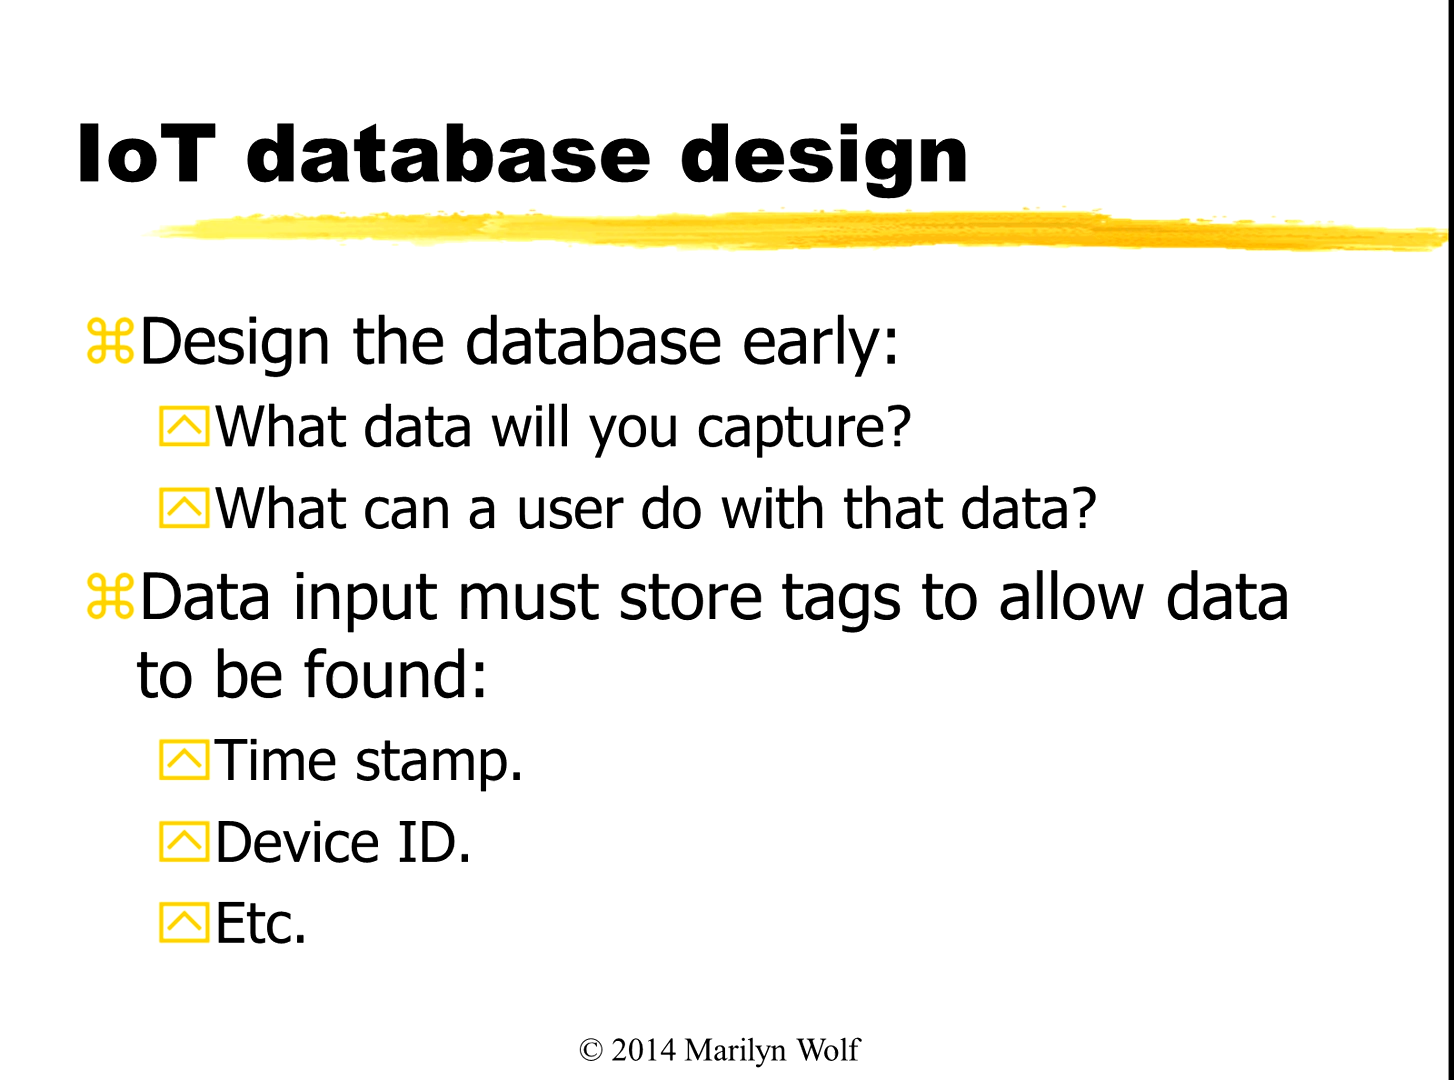 IoT database design
⌘Design the database early:
What data will you capture?
What can a user do with that data?
⌘Data input must store tags to allow data
to be found:
Time stamp.
Device ID.
Etc.
© 2014 Marilyn Wolf